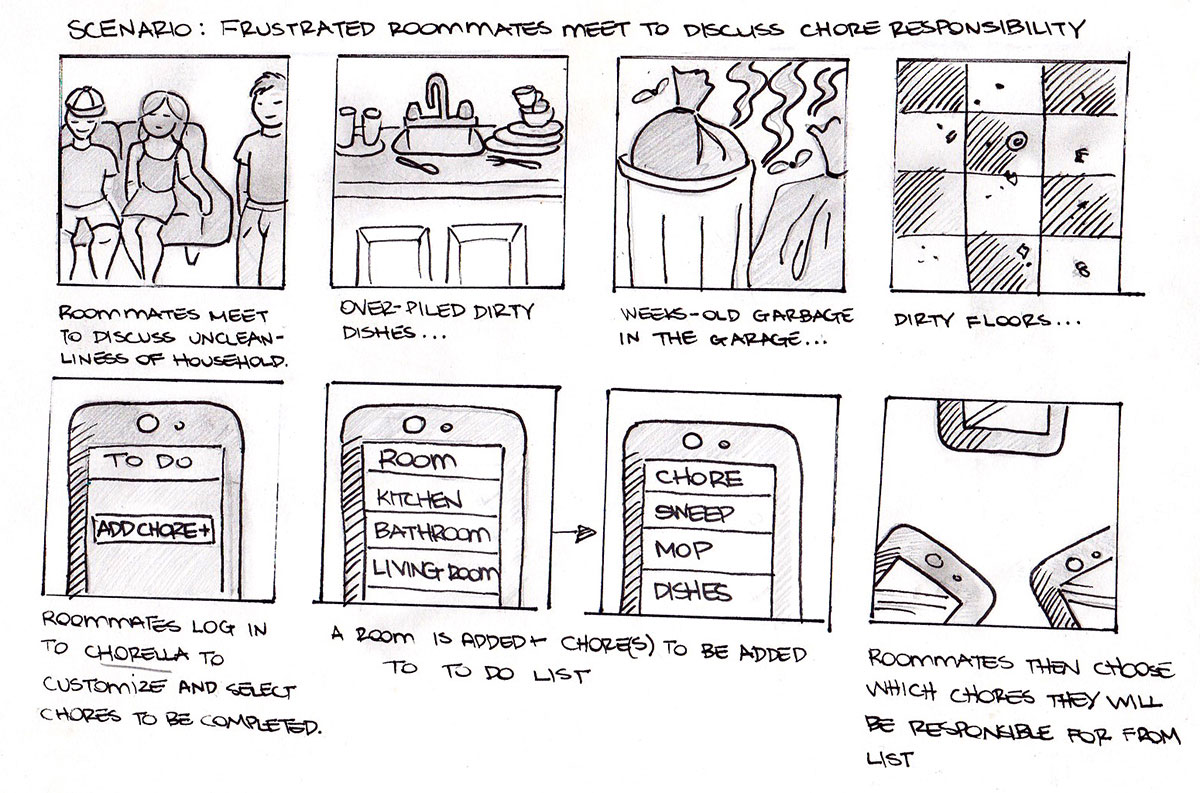 SCENARIO: FRUSTRATED ROOMMATES MEET TO DISCUSS CHORE RESPONSIBILITY
ROOMMATES MEET
TO DISCUSS UNCLEAN-
LINESS OF HOUSEHOLD.
OVER-PILED DIRTY
DISHES...
WEEKS-OLD GARBAGE
IN THE GARAGE...
DIRTY FLOORS...
TO DO
ADD CHORE+
ROOMMATES LOG IN
TO CHORELLA TO
CUSTOMIZE AND SELECT
CHORES TO BE COMPLETED.
ROOM
KITCHEN
BATHROOM
LIVING ROOM
CHORE
SWEEP
MOP
DISHES
A ROOM IS ADDED+ CHORE(S) TO BE ADDED
TO TO DO LIST
ROOMMATES THEN CHOOSE
WHICH CHORES THEY WILL
BE RESPONSIBLE FOR FROM
LIST